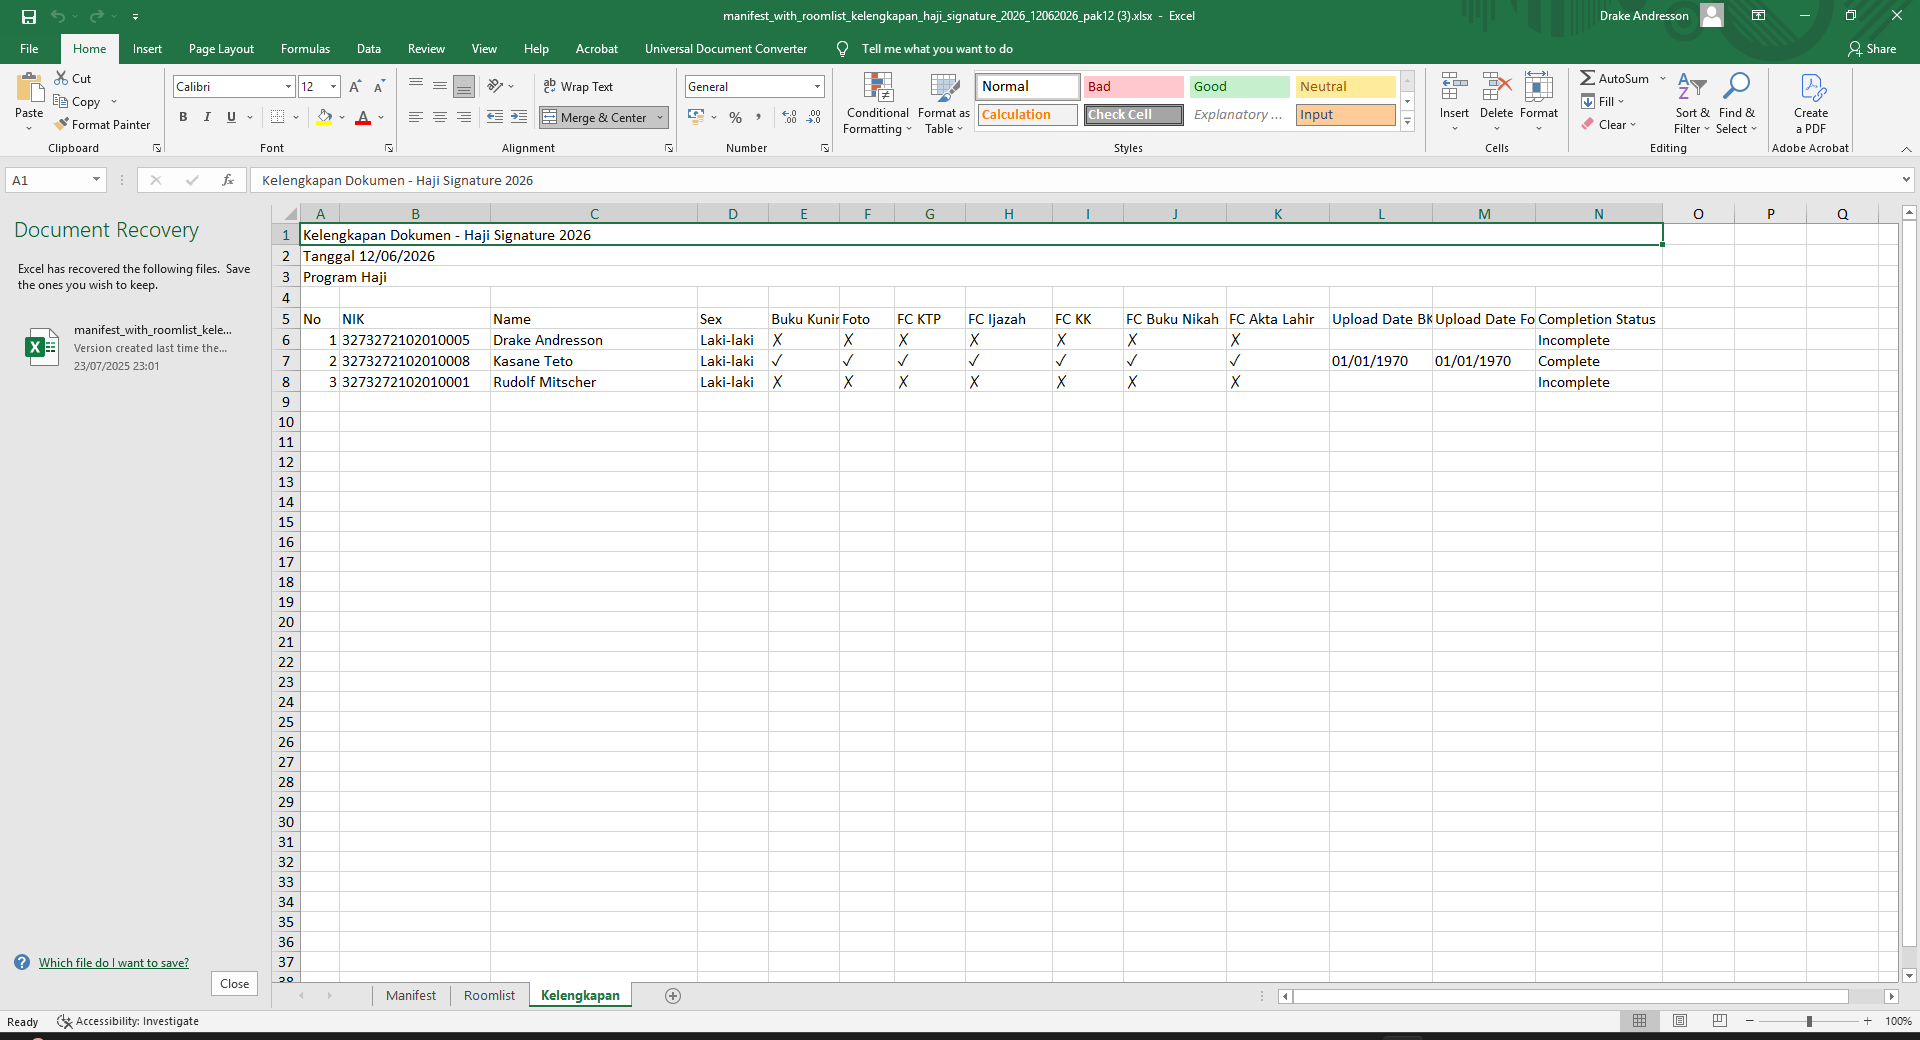 manifest_with_roomlist_kelengkapan_haji_signature_2026_12062026_pak12 (3).xlsx - Excel
Drake Andresson
File Home Insert Page Layout Formulas Data Review View Help Acrobat Universal Document Converter Tell me what you want to do Share
Paste
Cut
Copy
Format Painter
Clipboard
Calibri 12
B I U
Font
Wrap Text
Merge & Center
Alignment
General
Number
Conditional Formatting
Format as Table
Normal Bad Good Neutral
Calculation Check Cell Explanatory ... Input
Styles
Insert Delete Format
Cells
AutoSum
Fill
Clear
Sort & Filter
Find & Select
Editing
Create a PDF
Adobe Acrobat
A1 fx Kelengkapan Dokumen - Haji Signature 2026
Document Recovery
Excel has recovered the following files. Save
the ones you wish to keep.
manifest_with_roomlist_kele...
Version created last time the...
23/07/2025 23:01
Which file do I want to save?
Close
A B C D E F G H I J K L M N O P Q
1 Kelengkapan Dokumen - Haji Signature 2026
2 Tanggal 12/06/2026
3 Program Haji
4
5 No NIK Name Sex Buku Kunin Foto FC KTP FC Ijazah FC KK FC Buku Nikah FC Akta Lahir Upload Date BK Upload Date Fo Completion Status
6 1 3273272102010005 Drake Andresson Laki-laki ✗ ✗ ✗ ✗ ✗ ✗ ✗ Incomplete
7 2 3273272102010008 Kasane Teto Laki-laki ✓ ✓ ✓ ✓ ✓ ✓ ✓ 01/01/1970 01/01/1970 Complete
8 3 3273272102010001 Rudolf Mitscher Laki-laki ✗ ✗ ✗ ✗ ✗ ✗ ✗ Incomplete
9
10
11
12
13
14
15
16
17
18
19
20
21
22
23
24
25
26
27
28
29
30
31
32
33
34
35
36
37
38
Manifest Roomlist Kelengkapan
Ready Accessibility: Investigate 100%